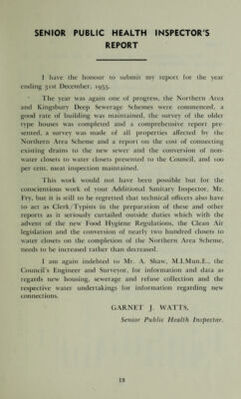 SENIOR PUBLIC HEALTH INSPECTOR'S
REPORT
I have the honour to submit my report for the year
ending 31st December, 1955.
The year was again one of progress, the Northern Area
and Kingsbury Deep Sewerage Schemes were commenced, a
good rate of building was maintained, the survey of the older
type houses was completed and a comprehensive report pre-
sented, a survey was made of all properties affected by the
Northern Area Scheme and a report on the cost of connecting
existing drains to the new sewer and the conversion of non-
water closets to water closets presented to the Council, and 100
per cent. meat inspection maintained.
This work would not have been possible but for the
conscientious work of your Additional Sanitary Inspector, Mr.
Fry, but it is still to be regretted that technical officers also have
to act as Clerk/Typists in the preparation of these and other
reports as it seriously curtailed outside duties which with the
advent of the new Food Hygiene Regulations, the Clean Air
legislation and the conversion of nearly two hundred closets to
water closets on the completion of the Northern Area Scheme,
needs to be increased rather than decreased.
I am again indebted to Mr. A. Shaw, M.I.Mun.E., the
Council's Engineer and Surveyor, for information and data as
regards new housing, sewerage and refuse collection and the
respective water undertakings for information regarding new
connections.
GARNET J. WATTS,
Senior Public Health Inspector.